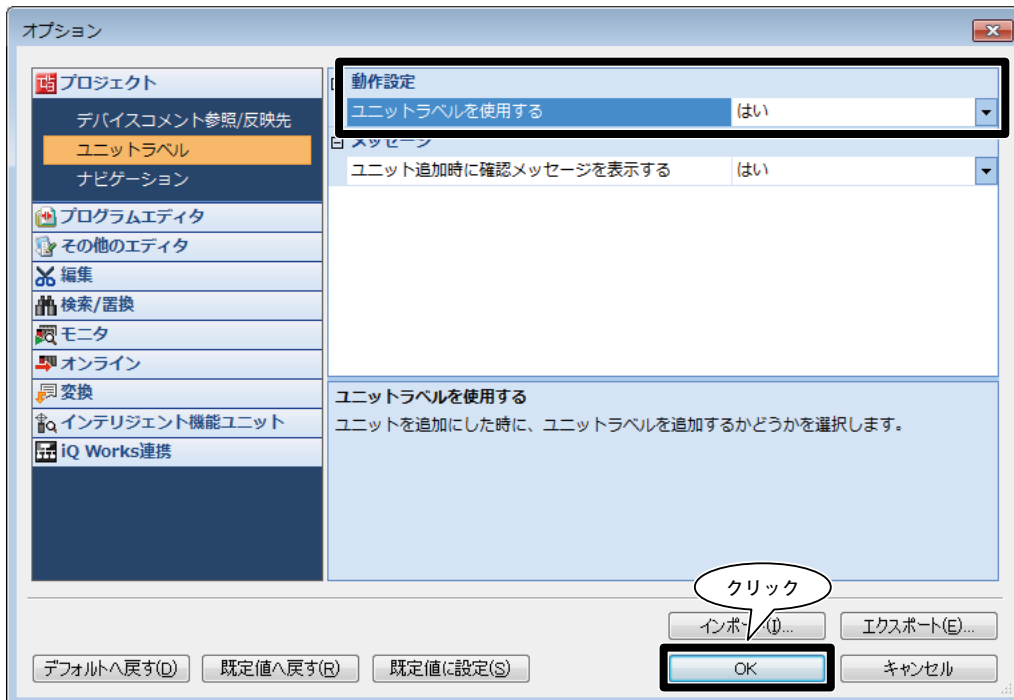 オプション
プロジェクト
デバイスコメント参照/反映先
ユニットラベル
ナビゲーション
プログラムエディタ
その他のエディタ
編集
検索/置換
モニタ
オンライン
変換
インテリジェント機能ユニット
iQ Works連携
動作設定
ユニットラベルを使用する はい
メッセージ
ユニット追加時に確認メッセージを表示する はい
ユニットラベルを使用する
ユニットを追加にした時に、ユニットラベルを追加するかどうかを選択します。
クリック
インポート(I)... エクスポート(E)...
デフォルトへ戻す(D) 既定値へ戻す(R) 既定値に設定(S) OK キャンセル